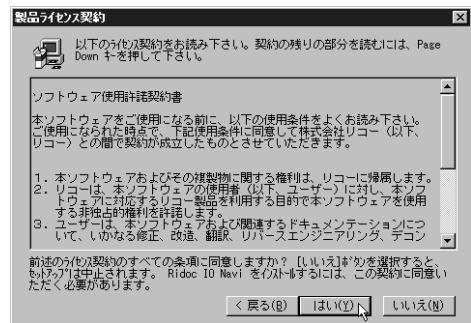 製品ライセンス契約
以下のライセンス契約をお読み下さい。契約の残りの部分を読むには、Page
Down キーを押して下さい。
ソフトウェア使用許諾契約書
本ソフトウェアをご使用になる前に、以下の使用条件をよくお読み下さい。
ご使用になられた時点で、下記使用条件に同意して株式会社リコー（以下、
リコー）との間で契約が成立したものとさせていただきます。
1. 本ソフトウェアおよびその複製物に関する権利は、リコーに帰属します。
2. リコーは、本ソフトウェアの使用者（以下、ユーザー）に対し、本ソフ
トウェアに対応するリコー製品を利用する目的で本ソフトウェアを使用
する非独占的権利を許諾します。
3. ユーザーは、本ソフトウェアおよび関連するドキュメンテーションにつ
いて、いかなる修正、改造、翻訳、リバースエンジニアリング、デコン
前述のライセンス契約のすべての条項に同意しますか？ [いいえ]ボタンを選択すると、
セットアップは中止されます。 Ridoc IO Navi をインストールするには、この契約に同意い
ただく必要があります。
< 戻る(B) はい(Y) いいえ(N)